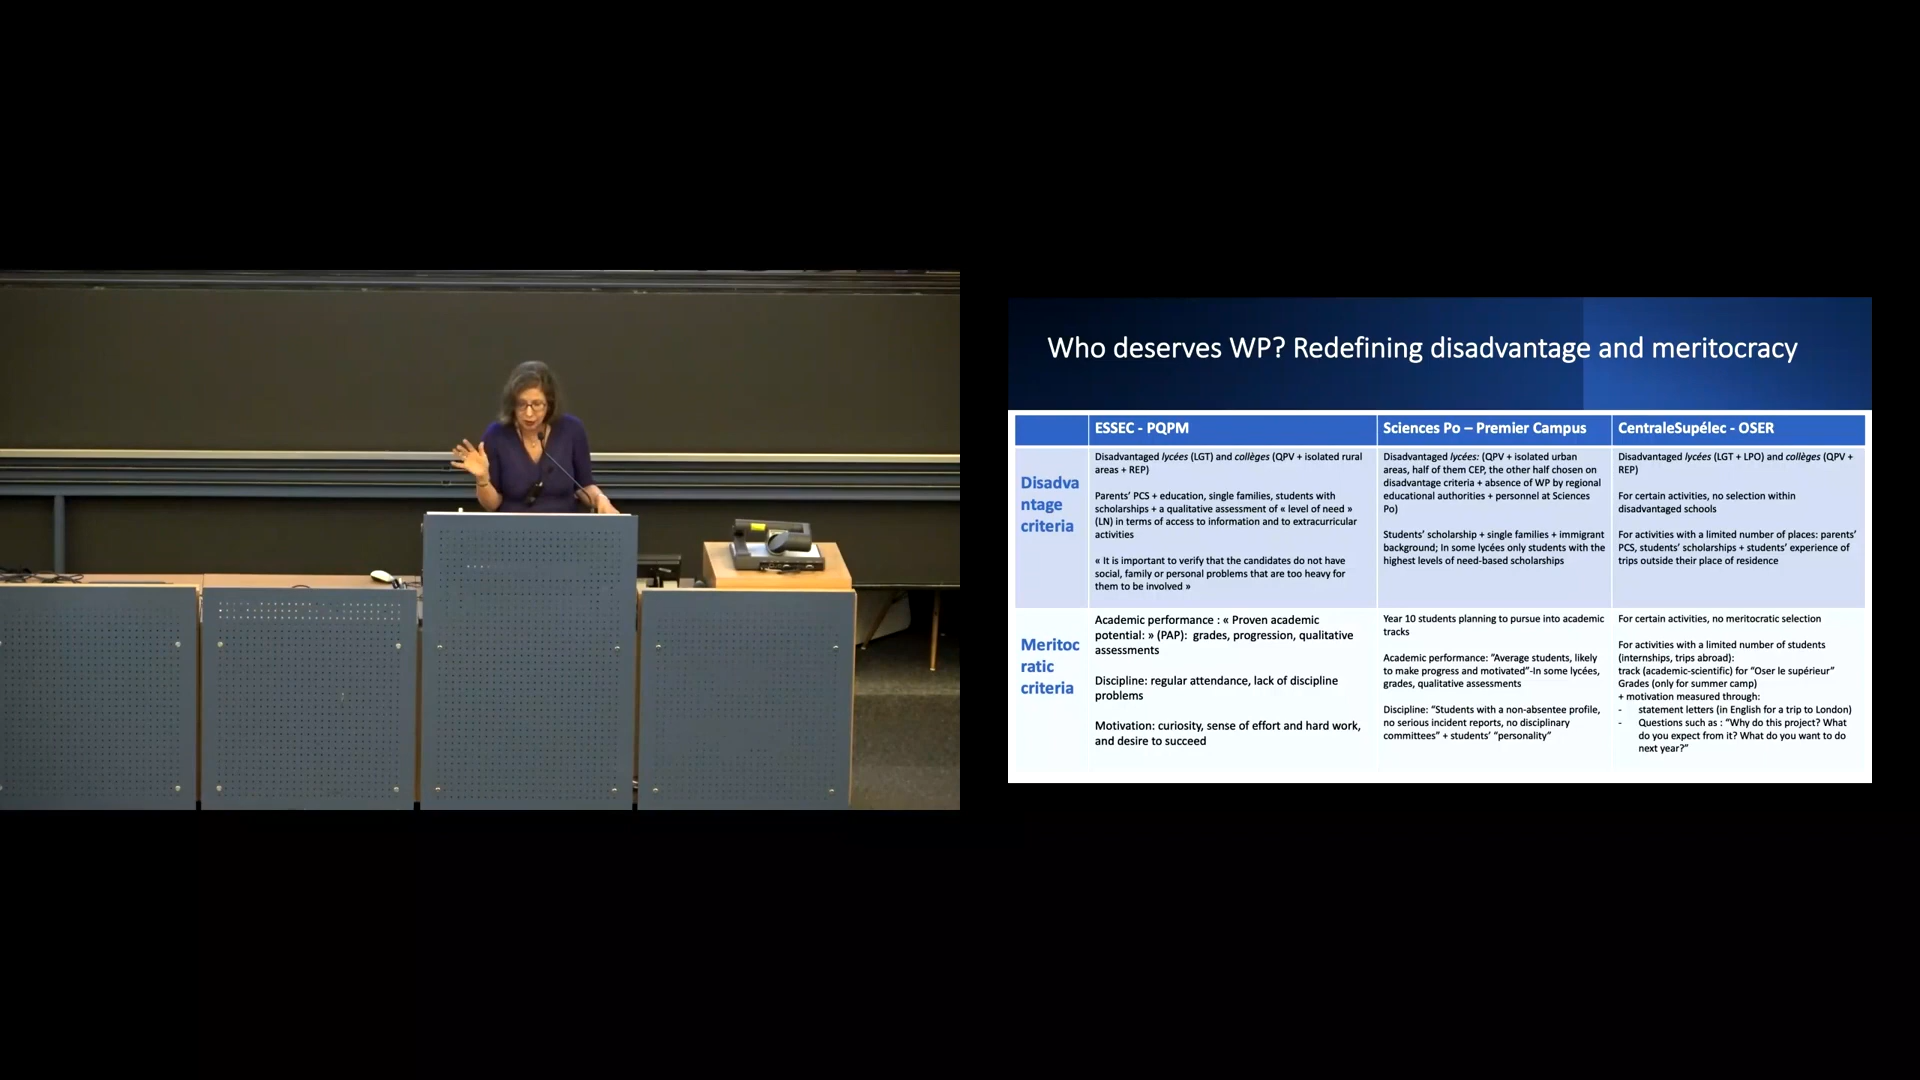 Who deserves WP? Redefining disadvantage and meritocracy
ESSEC - PQPM
Sciences Po – Premier Campus
CentraleSupélec - OSER
Disadva
ntage
criteria
Disadvantaged lycées (LGT) and collèges (QPV + isolated rural
areas + REP)
Parents’ PCS + education, single families, students with
scholarships + a qualitative assessment of « level of need »
(LN) in terms of access to information and to extracurricular
activities
« It is important to verify that the candidates do not have
social, family or personal problems that are too heavy for
them to be involved »
Disadvantaged lycées: (QPV + isolated urban
areas, half of them CEP, the other half chosen on
disadvantage criteria + absence of WP by regional
educational authorities + personnel at Sciences
Po)
Students’ scholarship + single families + immigrant
background; In some lycées only students with the
highest levels of need-based scholarships
Disadvantaged lycées (LGT + LPO) and collèges (QPV +
REP)
For certain activities, no selection within
disadvantaged schools
For activities with a limited number of places: parents’
PCS, students’ scholarships + students’ experience of
trips outside their place of residence
Meritoc
ratic
criteria
Academic performance : « Proven academic
potential: » (PAP): grades, progression, qualitative
assessments
Discipline: regular attendance, lack of discipline
problems
Motivation: curiosity, sense of effort and hard work,
and desire to succeed
Year 10 students planning to pursue into academic
tracks
Academic performance: “Average students, likely
to make progress and motivated”-In some lycées,
grades, qualitative assessments
Discipline: “Students with a non-absentee profile,
no serious incident reports, no disciplinary
committees” + students’ “personality”
For certain activities, no meritocratic selection
For activities with a limited number of students
(internships, trips abroad):
track (academic-scientific) for “Oser le supérieur”
Grades (only for summer camp)
+ motivation measured through:
- statement letters (in English for a trip to London)
- Questions such as : “Why do this project? What
do you expect from it? What do you want to do
next year?”